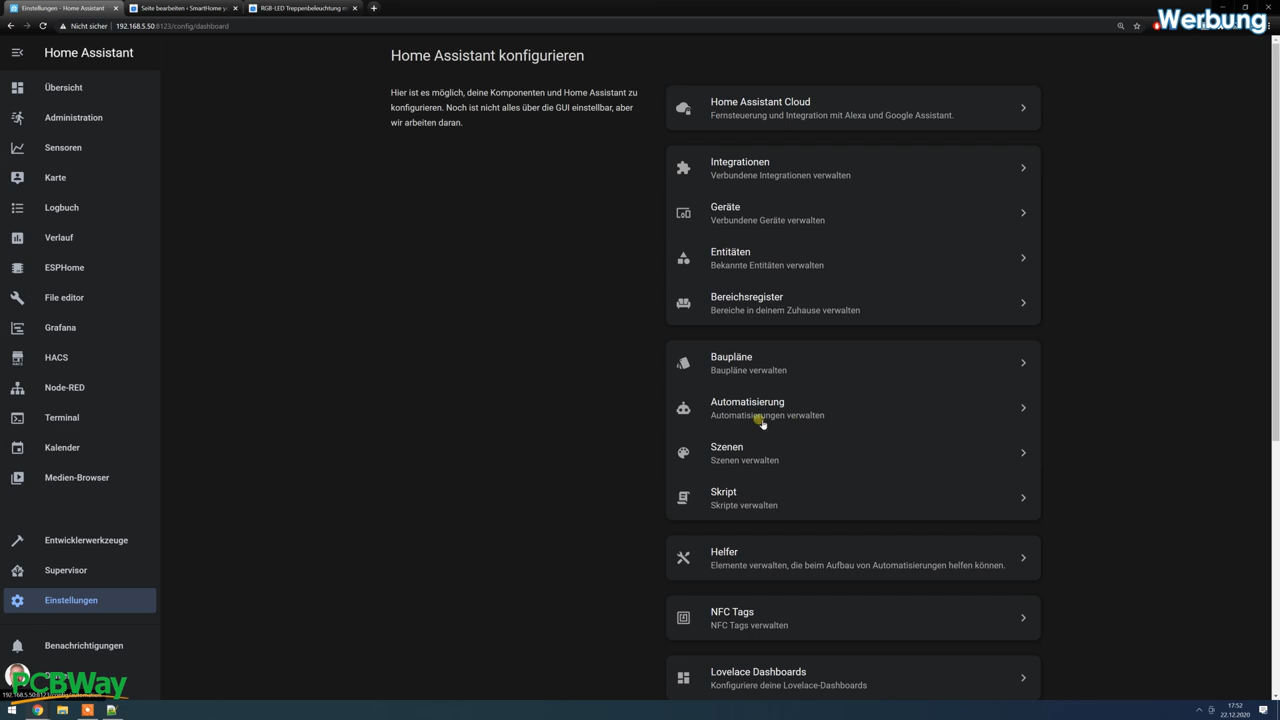 Einstellungen - Home Assistant
Seite bearbeiten ‹ SmartHome yo
RGB-LED Treppenbeleuchtung m
Nicht sicher
192.168.5.50:8123/config/dashboard
Werbung
Home Assistant
Übersicht
Administration
Sensoren
Karte
Logbuch
Verlauf
ESPHome
File editor
Grafana
HACS
Node-RED
Terminal
Kalender
Medien-Browser
Entwicklerwerkzeuge
Supervisor
Einstellungen
Benachrichtigungen
PCBWay
Home Assistant konfigurieren
Hier ist es möglich, deine Komponenten und Home Assistant zu
konfigurieren. Noch ist nicht alles über die GUI einstellbar, aber
wir arbeiten daran.
Home Assistant Cloud
Fernsteuerung und Integration mit Alexa und Google Assistant.
Integrationen
Verbundene Integrationen verwalten
Geräte
Verbundene Geräte verwalten
Entitäten
Bekannte Entitäten verwalten
Bereichsregister
Bereiche in deinem Zuhause verwalten
Baupläne
Baupläne verwalten
Automatisierung
Automatisierungen verwalten
Szenen
Szenen verwalten
Skript
Skripte verwalten
Helfer
Elemente verwalten, die beim Aufbau von Automatisierungen helfen können.
NFC Tags
NFC Tags verwalten
Lovelace Dashboards
Konfiguriere deine Lovelace-Dashboards
17:52
22.12.2020